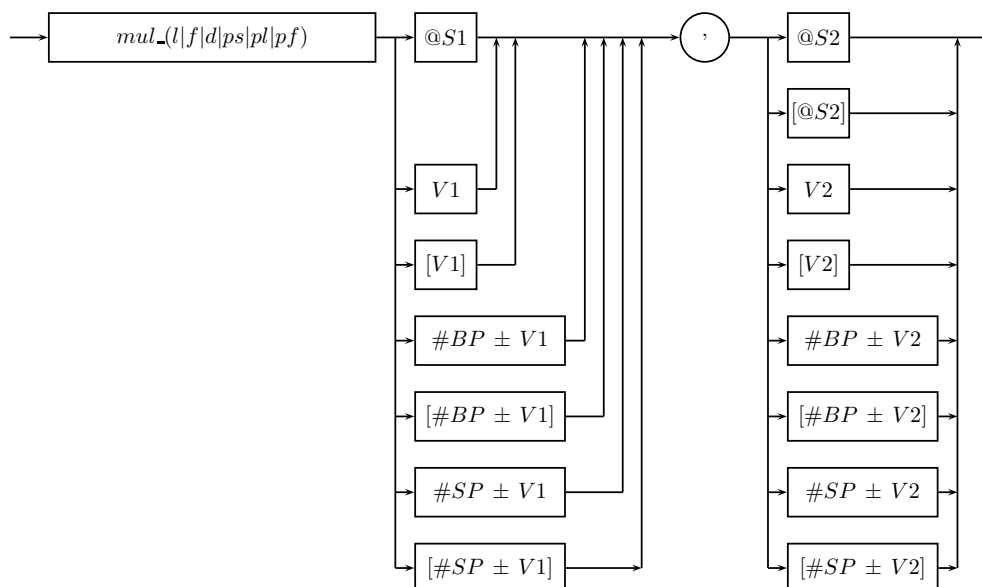 mul_(l|f|d|ps|pl|pf) @S1 , @S2
[@S2]
V1 V2
[V1] [V2]
#BP ± V1 #BP ± V2
[#BP ± V1] [#BP ± V2]
#SP ± V1 #SP ± V2
[#SP ± V1] [#SP ± V2]